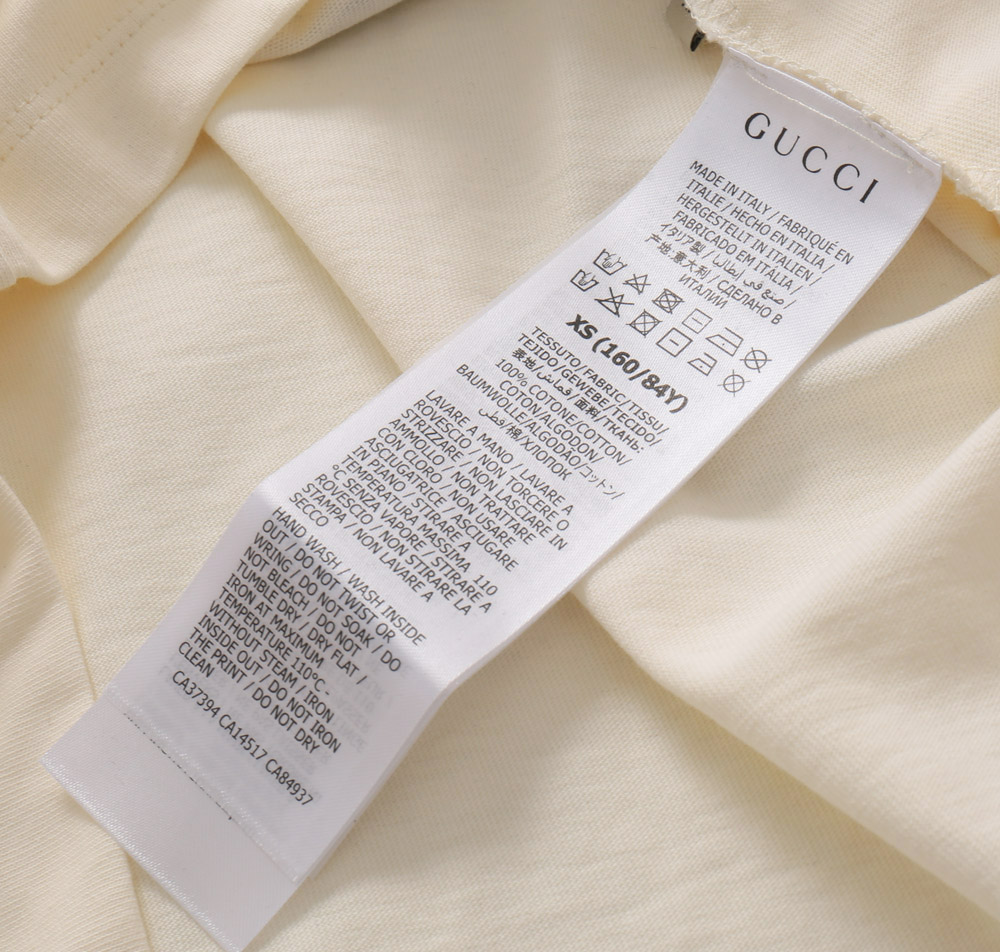 GUCCI
MADE IN ITALY / FABRIQUÉ EN
ITALIE / HECHO EN ITALIA /
HERGESTELLT IN ITALIEN /
FABRICADO EM ITALIA /
イタリア製 / صنع في إيطاليا /
产地:意大利 / СДЕЛАНО В
ИТАЛИИ
XS (160/84Y)
TESSUTO/FABRIC/TISSU/
TEJIDO/GEWEBE/TECIDO/
表地/قماش/面料/ТКАНЬ:
100% COTONE/COTTON/
COTON/ALGODON/
BAUMWOLLE/ALGODÃO/コットン/
قطن/棉/ХЛОПОК
LAVARE A MANO / LAVARE A
ROVESCIO / NON TORCERE O
STRIZZARE / NON LASCIARE IN
AMMOLLO / NON TRATTARE
CON CLORO / NON USARE
ASCIUGATRICE / ASCIUGARE
IN PIANO / STIRARE A
TEMPERATURA MASSIMA 110
°C SENZA VAPORE / STIRARE A
ROVESCIO / NON STIRARE LA
STAMPA / NON LAVARE A
SECCO
HAND WASH / WASH INSIDE
OUT / DO NOT TWIST OR
WRING / DO NOT SOAK / DO
NOT BLEACH / DO NOT
TUMBLE DRY / DRY FLAT /
IRON AT MAXIMUM
TEMPERATURE 110°C -
WITHOUT STEAM / IRON
INSIDE OUT / DO NOT IRON
THE PRINT / DO NOT DRY
CLEAN
CA37394 CA14517 CA84937